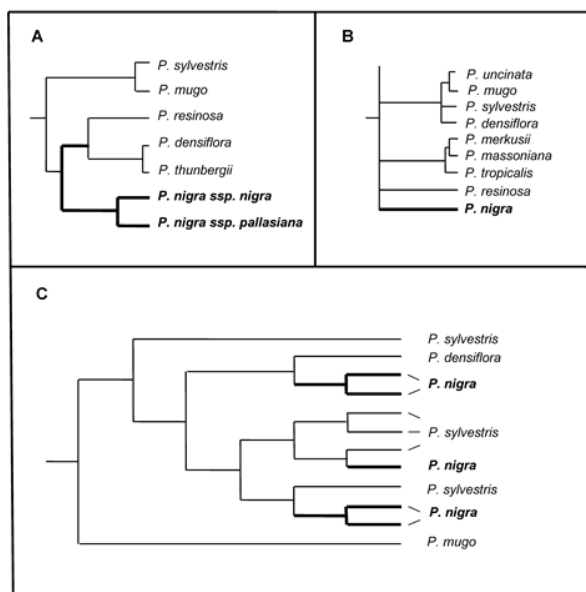 A
P. sylvestris
P. mugo
P. resinosa
P. densiflora
P. thunbergii
P. nigra ssp. nigra
P. nigra ssp. pallasiana
B
P. uncinata
P. mugo
P. sylvestris
P. densiflora
P. merkusii
P. massoniana
P. tropicalis
P. resinosa
P. nigra
C
P. sylvestris
P. densiflora
P. nigra
P. sylvestris
P. nigra
P. sylvestris
P. nigra
P. mugo